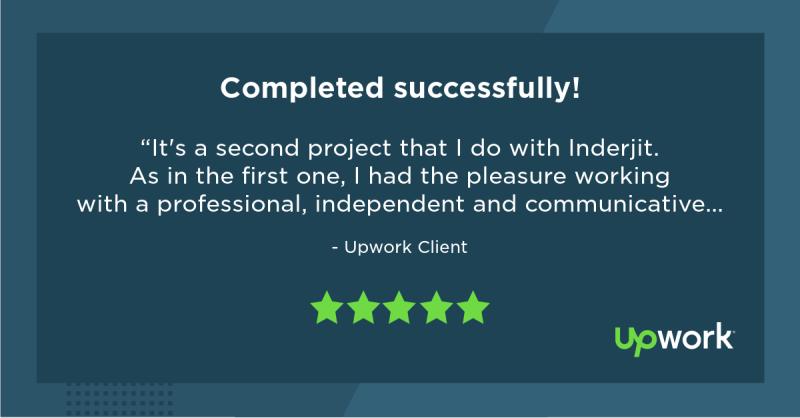 Completed successfully!
“It's a second project that I do with Inderjit.
As in the first one, I had the pleasure working
with a professional, independent and communicative...
- Upwork Client
upwork